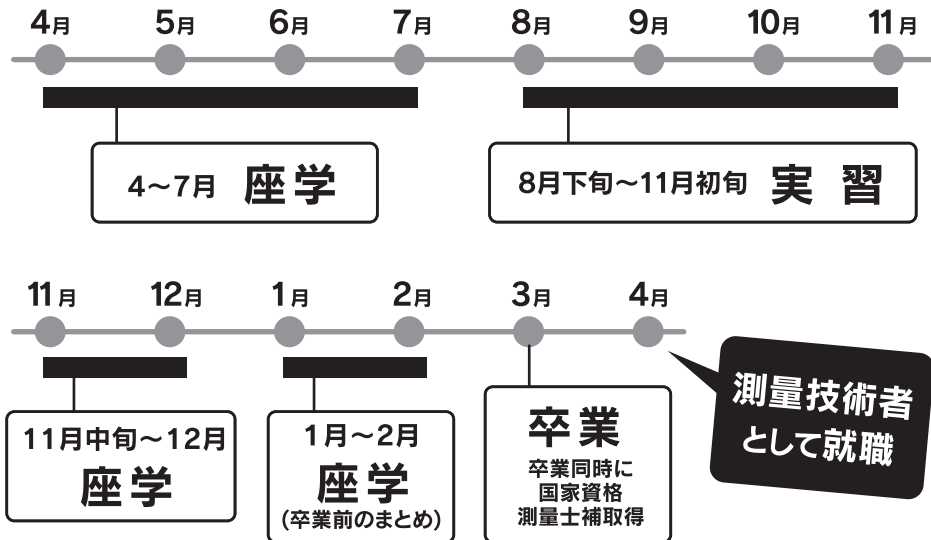 4月 5月 6月 7月 8月 9月 10月 11月
4～7月 座学
8月下旬～11月初旬 実習
11月 12月 1月 2月 3月 4月
11月中旬～12月
座学
1月～2月
座学
(卒業前のまとめ)
卒業
卒業同時に
国家資格
測量士補取得
測量技術者
として就職